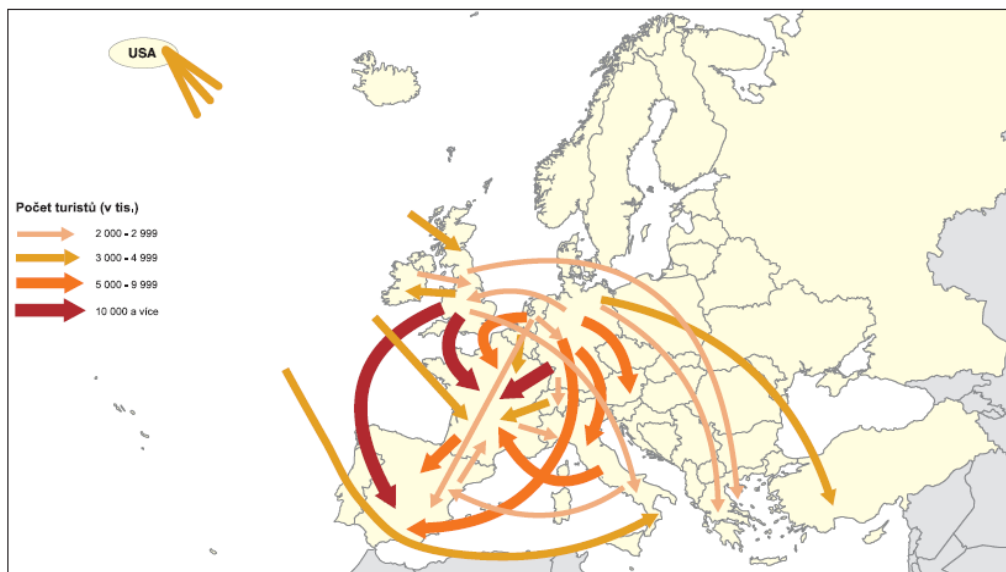 USA
Počet turistů (v tis.)
2 000 - 2 999
3 000 - 4 999
5 000 - 9 999
10 000 a více